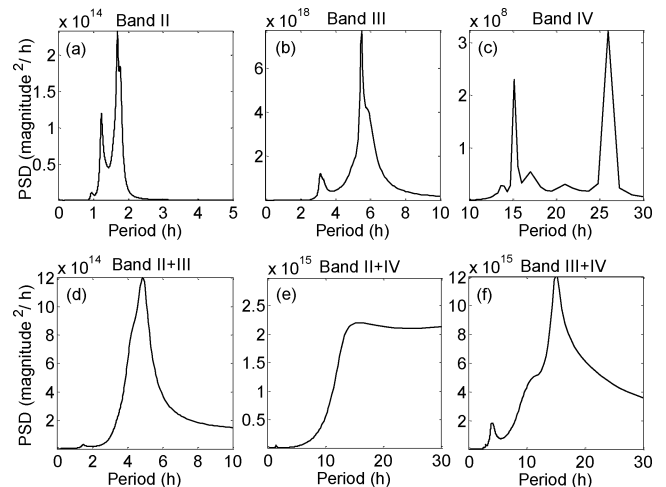 x 10^14 Band II
x 10^18 Band III
x 10^8 Band IV
(a)
(b)
(c)
PSD (magnitude ²/ h)
2
1.5
1
0.5
6
4
2
3
2
1
0 1 2 3 4 5
0 2 4 6 8 10
10 15 20 25 30
Period (h)
Period (h)
Period (h)
x 10^14 Band II+III
x 10^15 Band II+IV
x 10^15 Band III+IV
(d)
(e)
(f)
PSD (magnitude ²/ h)
12
10
8
6
4
2
2.5
2
1.5
1
0.5
12
10
8
6
4
2
0 2 4 6 8 10
0 10 20 30
0 10 20 30
Period (h)
Period (h)
Period (h)